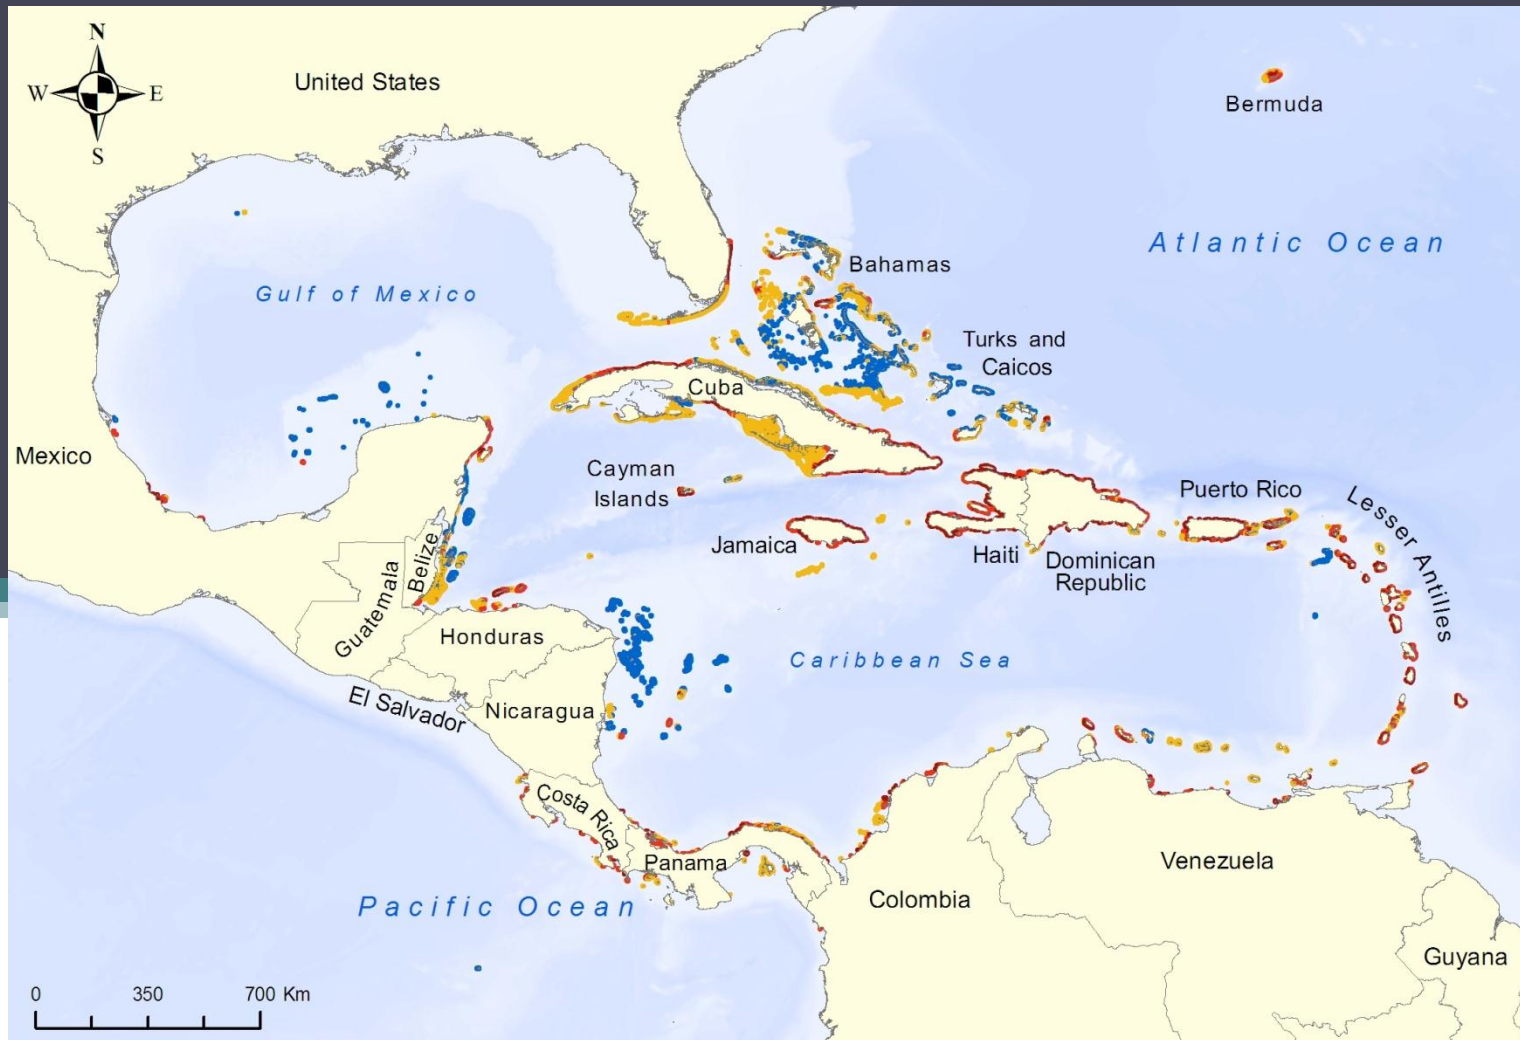 N
W E
S
United States
Bermuda
Atlantic Ocean
Bahamas
Gulf of Mexico
Turks and
Caicos
Cuba
Mexico
Cayman
Islands
Puerto Rico
Lesser Antilles
Jamaica
Haiti
Dominican
Republic
Belize
Guatemala
Honduras
Caribbean Sea
El Salvador
Nicaragua
Costa Rica
Panama
Venezuela
Colombia
Pacific Ocean
Guyana
0 350 700 Km